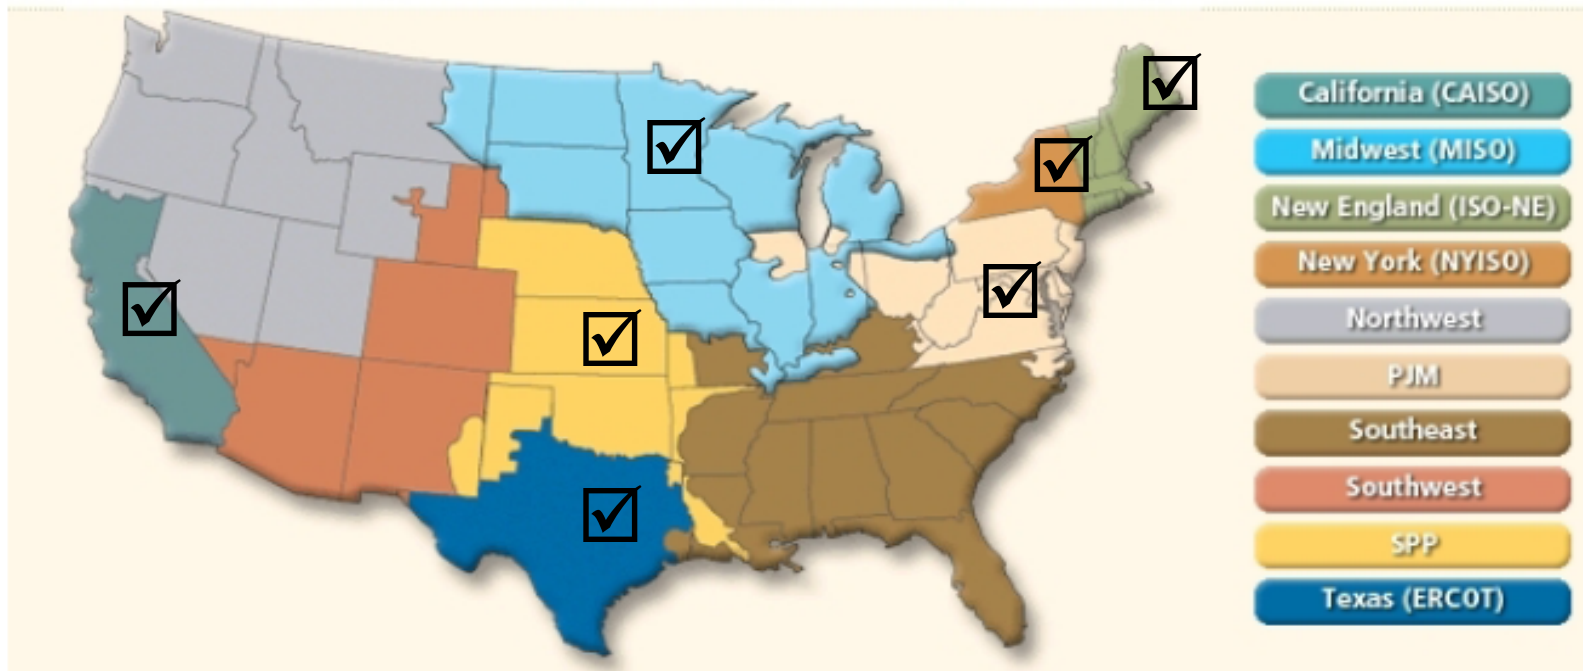 California (CAISO)
Midwest (MISO)
New England (ISO-NE)
New York (NYISO)
Northwest
PJM
Southeast
Southwest
SPP
Texas (ERCOT)